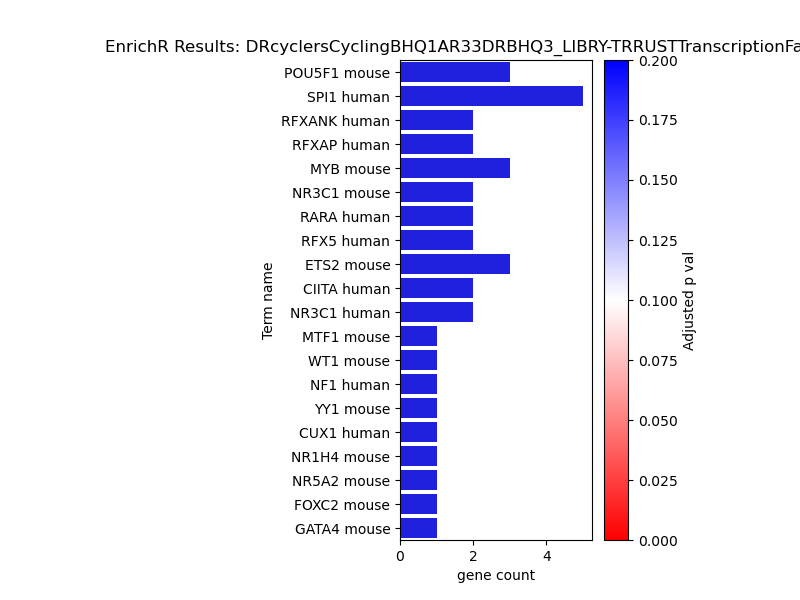 EnrichR Results: DRcyclersCyclingBHQ1AR33DRBHQ3_LIBRY-TRRUSTTranscriptionFa
POU5F1 mouse
SPI1 human
RFXANK human
RFXAP human
MYB mouse
NR3C1 mouse
RARA human
RFX5 human
ETS2 mouse
CIITA human
NR3C1 human
MTF1 mouse
WT1 mouse
NF1 human
YY1 mouse
CUX1 human
NR1H4 mouse
NR5A2 mouse
FOXC2 mouse
GATA4 mouse
Term name
0 2 4
gene count
0.200
0.175
0.150
0.125
0.100
0.075
0.050
0.025
0.000
Adjusted p val